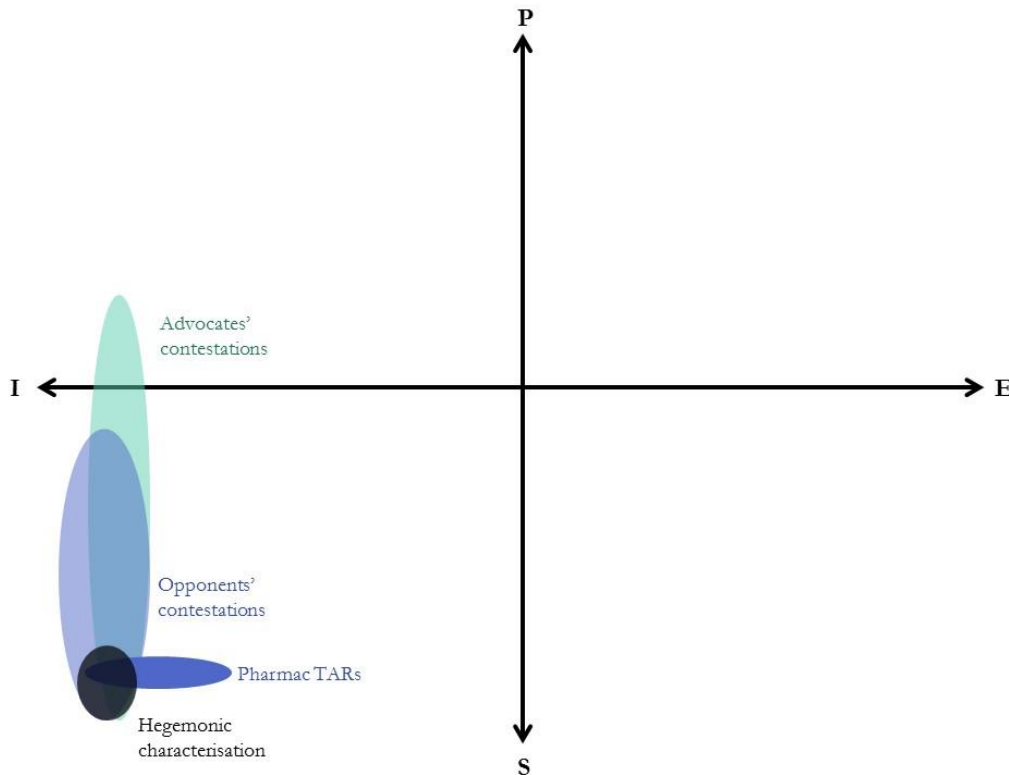 P
Advocates’
contestations
I
E
Opponents’
contestations
Pharmac TARs
Hegemonic
characterisation
S